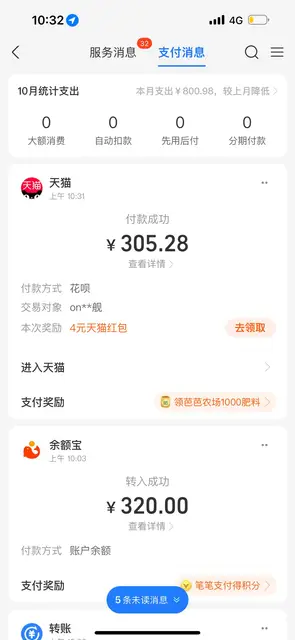 10:32
4G
服务消息
32
支付消息
10月统计支出
本月支出￥800.98，较上月降低
0
0
0
0
大额消费
自动扣款
先用后付
分期付款
天猫
天猫
上午 10:31
付款成功
￥305.28
查看详情
付款方式 花呗
交易对象 on**舰
本次奖励 4元天猫红包
去领取
进入天猫
支付奖励
领芭芭农场1000肥料
余额宝
上午 10:03
转入成功
￥320.00
查看详情
付款方式 账户余额
支付奖励
笔笔支付得积分
5 条未读消息
转账